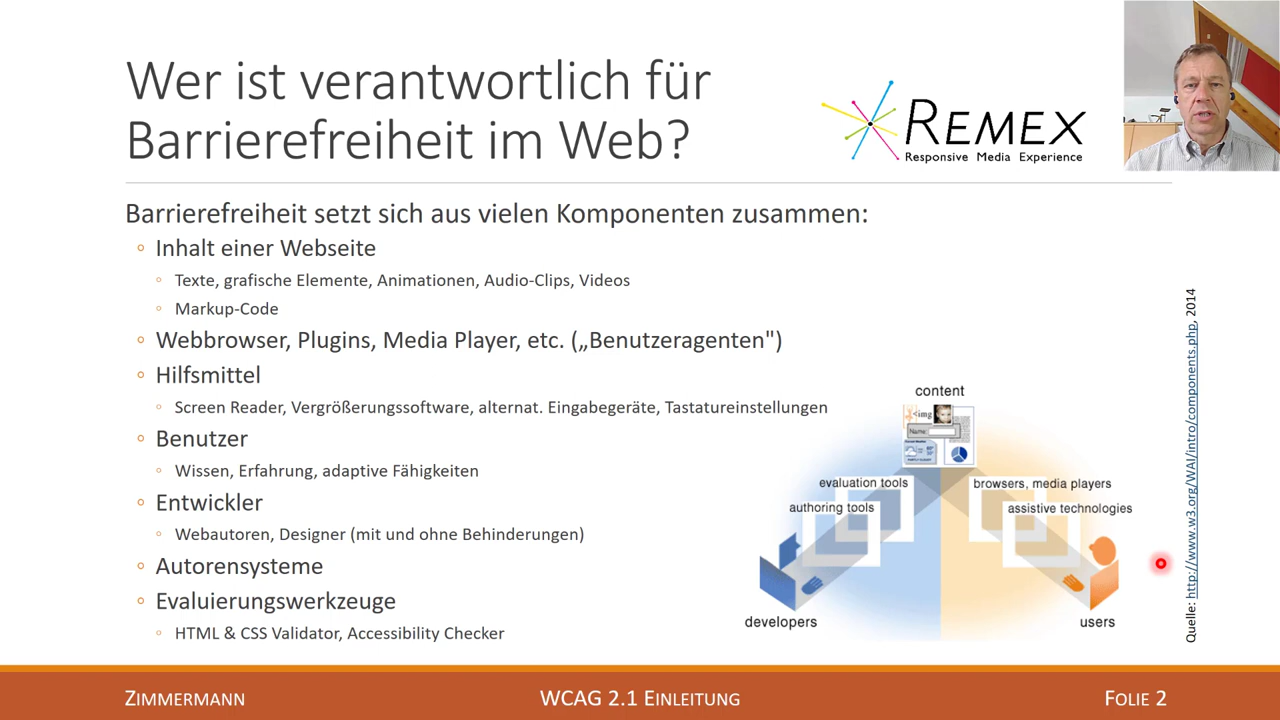 Wer ist verantwortlich für
Barrierefreiheit im Web?
REMEX
Responsive Media Experience
Barrierefreiheit setzt sich aus vielen Komponenten zusammen:
Inhalt einer Webseite
Texte, grafische Elemente, Animationen, Audio-Clips, Videos
Markup-Code
Webbrowser, Plugins, Media Player, etc. („Benutzeragenten")
Hilfsmittel
Screen Reader, Vergrößerungssoftware, alternat. Eingabegeräte, Tastatureinstellungen
Benutzer
Wissen, Erfahrung, adaptive Fähigkeiten
Entwickler
Webautoren, Designer (mit und ohne Behinderungen)
Autorensysteme
Evaluierungswerkzeuge
HTML & CSS Validator, Accessibility Checker
content
<img
Name:
evaluation tools
browsers, media players
authoring tools
assistive technologies
developers
users
Quelle: http://www.w3.org/WAI/intro/components.php, 2014
ZIMMERMANN
WCAG 2.1 EINLEITUNG
FOLIE 2